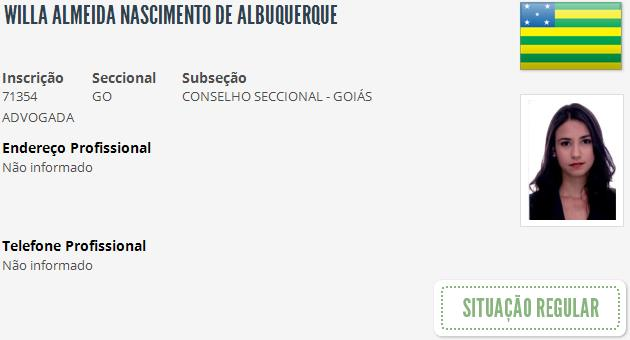 WILLA ALMEIDA NASCIMENTO DE ALBUQUERQUE
Inscrição Seccional Subseção
71354 GO CONSELHO SECCIONAL - GOIÁS
ADVOGADA
Endereço Profissional
Não informado
Telefone Profissional
Não informado
SITUAÇÃO REGULAR